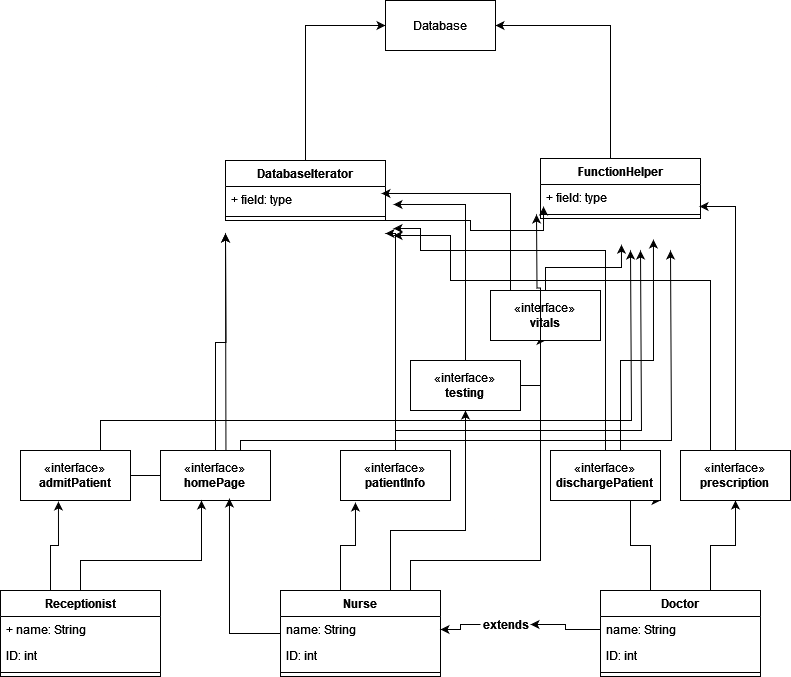 Database
DatabaseIterator
+ field: type
FunctionHelper
+ field: type
«interface»
vitals
«interface»
testing
«interface»
admitPatient
«interface»
homePage
«interface»
patientInfo
«interface»
dischargePatient
«interface»
prescription
Receptionist
+ name: String
ID: int
Nurse
name: String
ID: int
extends
Doctor
name: String
ID: int